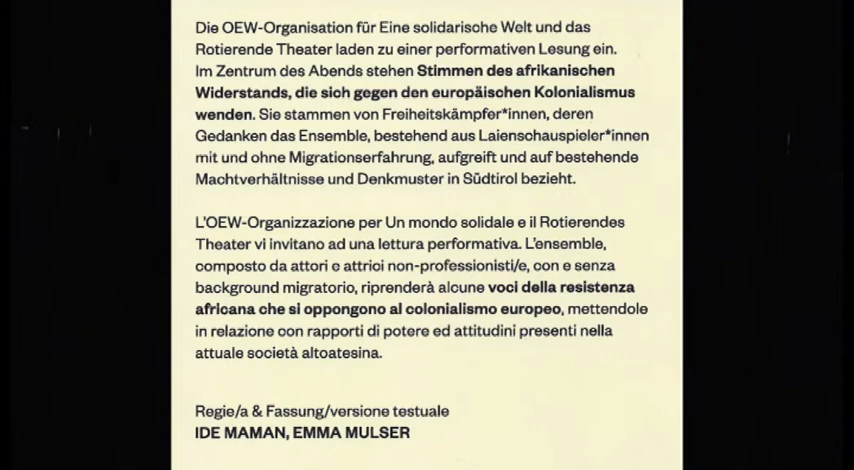 Die OEW-Organisation für Eine solidarische Welt und das
Rotierende Theater laden zu einer performativen Lesung ein.
Im Zentrum des Abends stehen Stimmen des afrikanischen
Widerstands, die sich gegen den europäischen Kolonialismus
wenden. Sie stammen von Freiheitskämpfer*innen, deren
Gedanken das Ensemble, bestehend aus Laienschauspieler*innen
mit und ohne Migrationserfahrung, aufgreift und auf bestehende
Machtverhältnisse und Denkmuster in Südtirol bezieht.
L'OEW-Organizzazione per Un mondo solidale e il Rotierendes
Theater vi invitano ad una lettura performativa. L'ensemble,
composto da attori e attrici non-professionisti/e, con e senza
background migratorio, riprenderà alcune voci della resistenza
africana che si oppongono al colonialismo europeo, mettendole
in relazione con rapporti di potere ed attitudini presenti nella
attuale società altoatesina.
Regie/a & Fassung/versione testuale
IDE MAMAN, EMMA MULSER